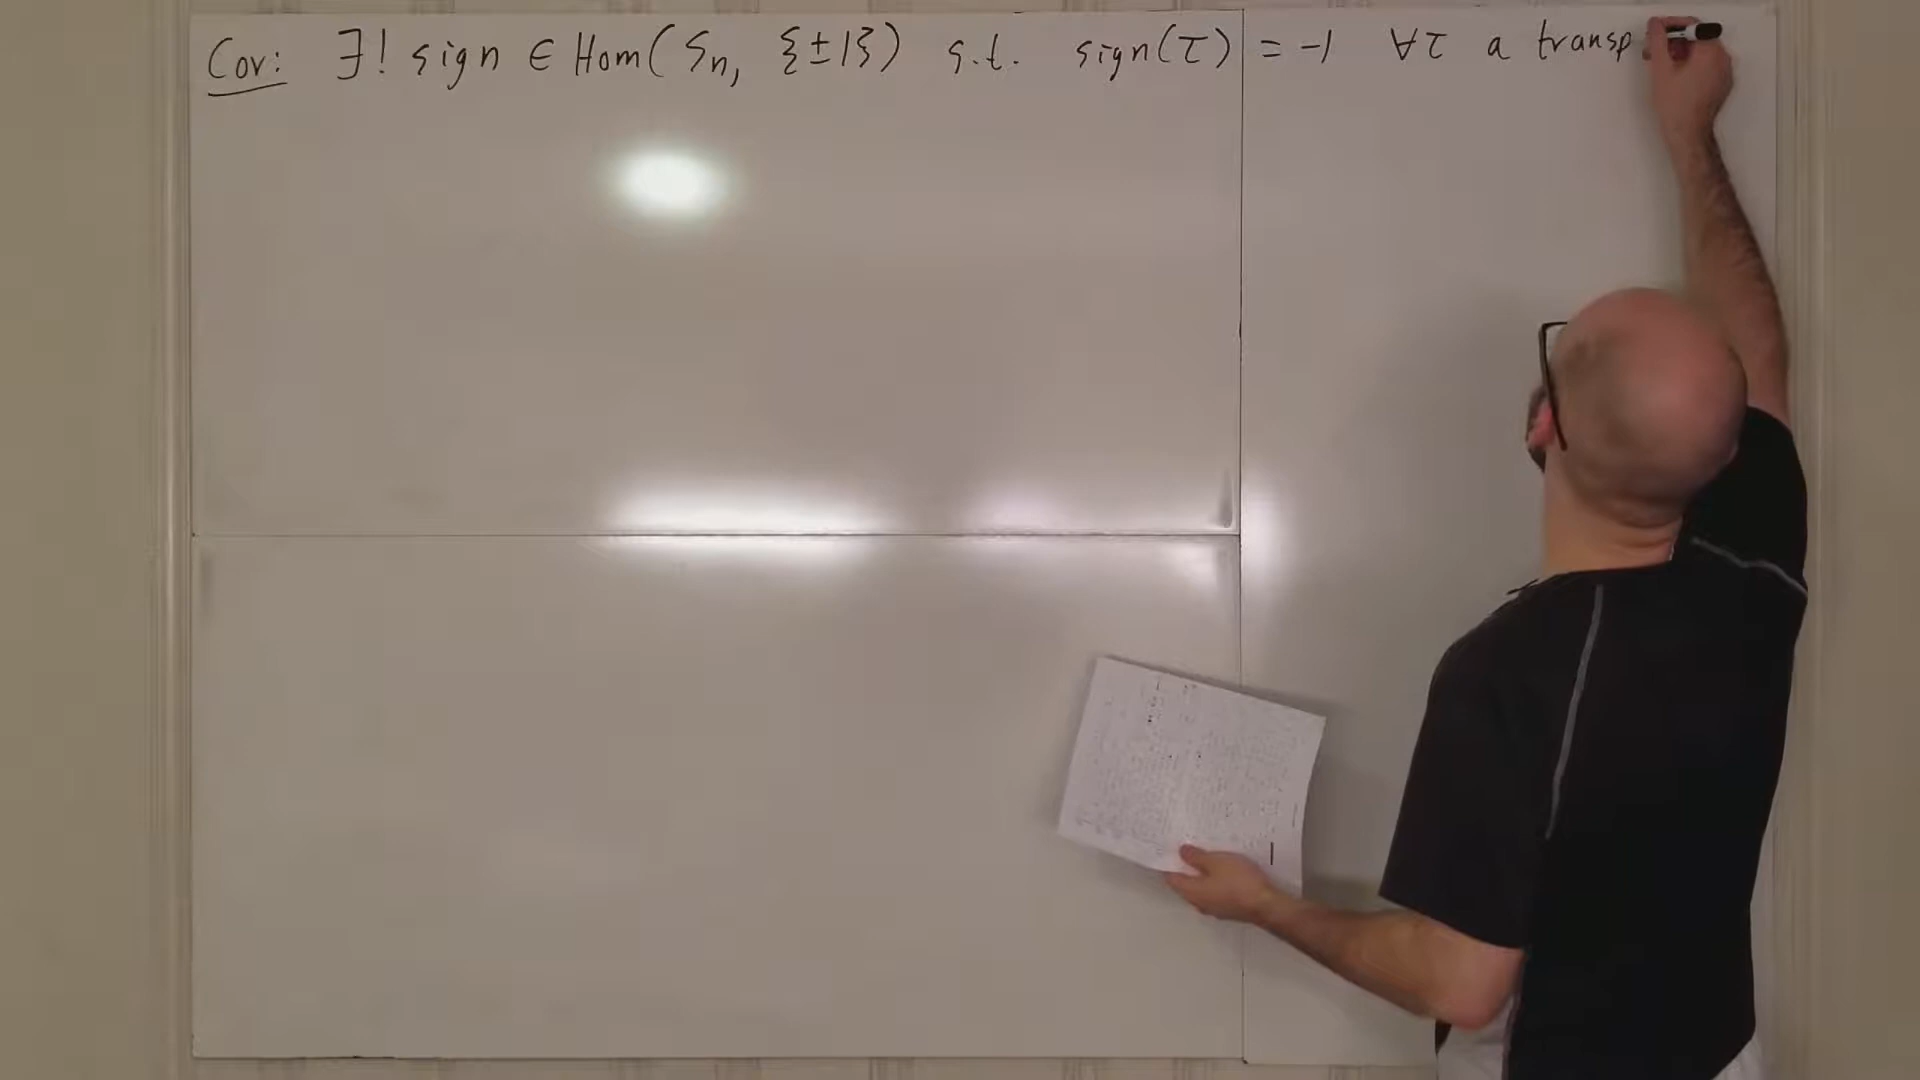 Cor: ∃! sign ∈ Hom(Sₙ, {±1}) s.t. sign(τ) = -1 ∀τ a transp